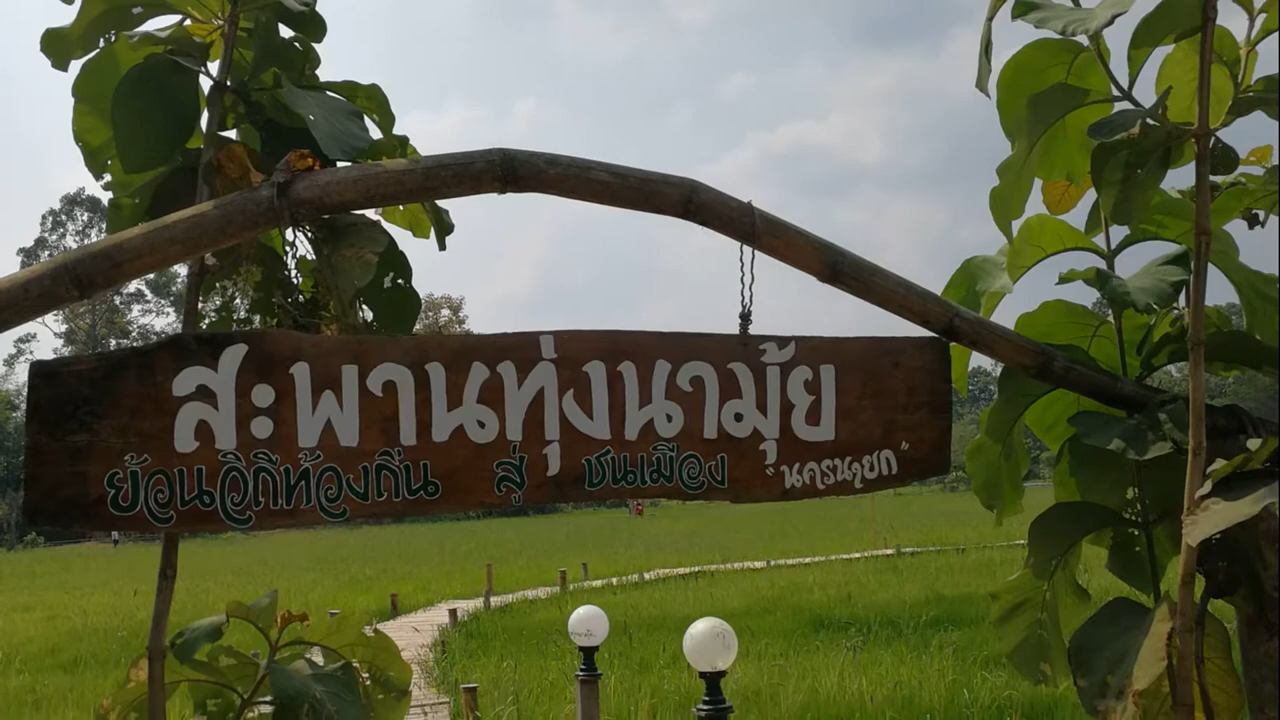 สะพานทุ่งนามุ้ย
ย้อนวิถีท้องถิ่น สู่ ชนเมือง "นครนายก"